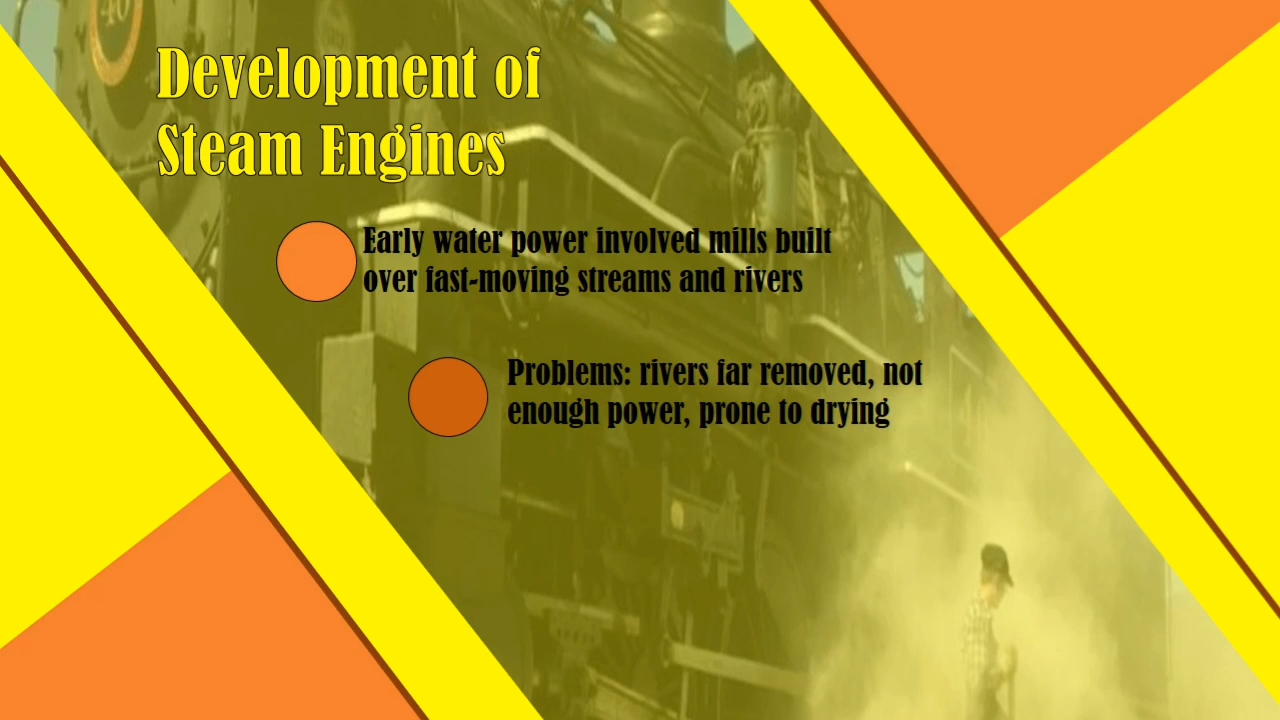 40
Development of
Steam Engines
Early water power involved mills built
over fast-moving streams and rivers
Problems: rivers far removed, not
enough power, prone to drying